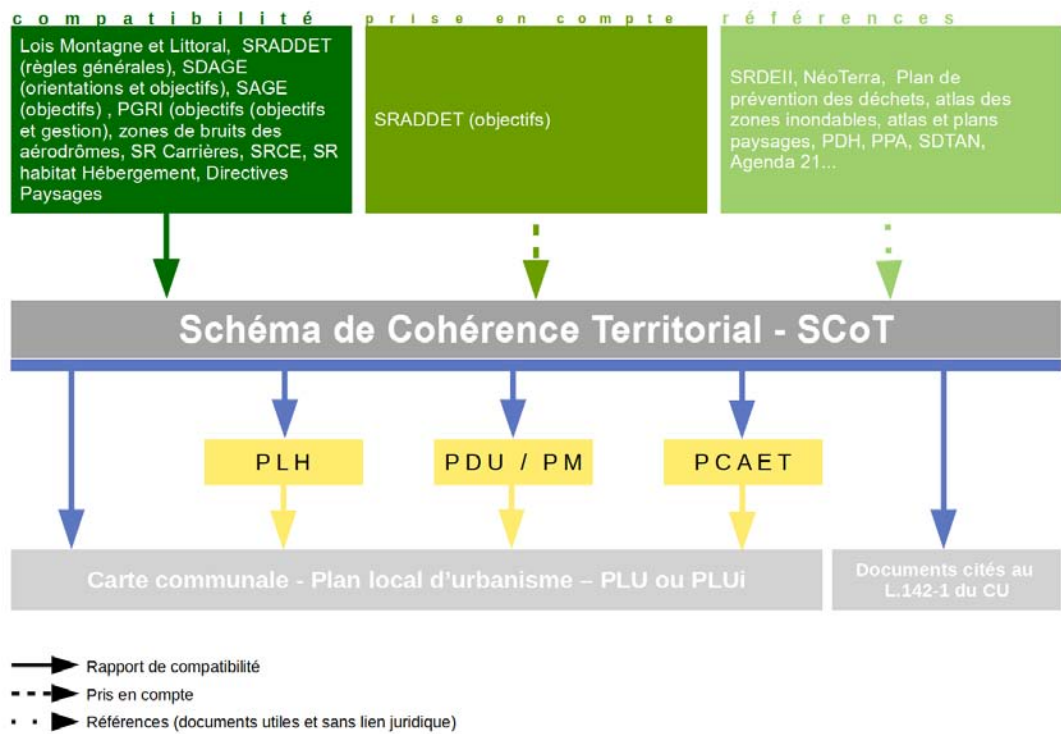 compatibilité
Lois Montagne et Littoral, SRADDET
(règles générales), SDAGE
(orientations et objectifs), SAGE
(objectifs) , PGRI (objectifs (objectifs
et gestion), zones de bruits des
aérodrômes, SR Carrières, SRCE, SR
habitat Hébergement, Directives
Paysages
prise en compte
SRADDET (objectifs)
références
SRDEII, NéoTerra, Plan de
prévention des déchets, atlas des
zones inondables, atlas et plans
paysages, PDH, PPA, SDTAN,
Agenda 21...
Schéma de Cohérence Territorial - SCoT
PLH
PDU / PM
PCAET
Carte communale - Plan local d'urbanisme – PLU ou PLUi
Documents cités au
L.142-1 du CU
Rapport de compatibilité
Pris en compte
Références (documents utiles et sans lien juridique)